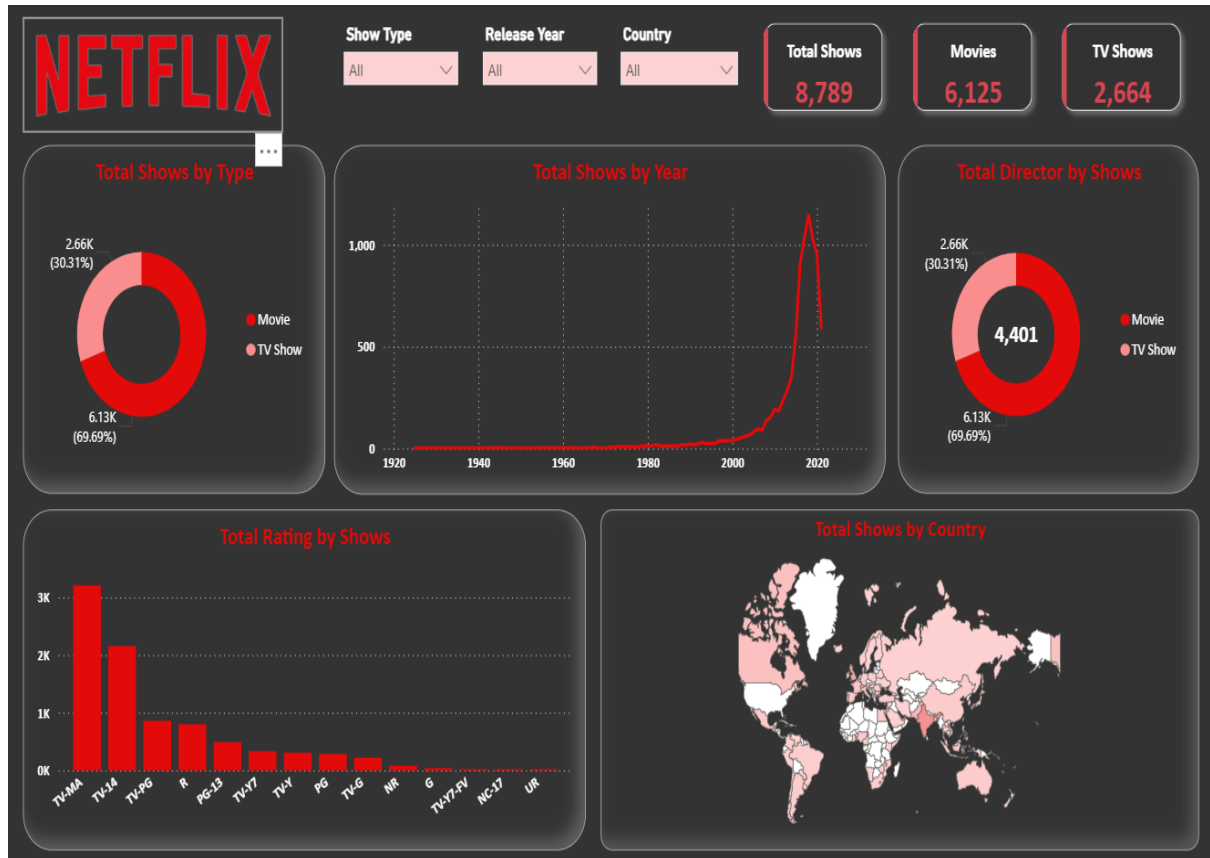 NETFLIX
Show Type
All
Release Year
All
Country
All
Total Shows
8,789
Movies
6,125
TV Shows
2,664
Total Shows by Type
2.66K
(30.31%)
6.13K
(69.69%)
Movie
TV Show
Total Shows by Year
1,000
500
0
1920 1940 1960 1980 2000 2020
Total Director by Shows
2.66K
(30.31%)
4,401
6.13K
(69.69%)
Movie
TV Show
Total Rating by Shows
3K
2K
1K
0K
TV-MA TV-14 TV-PG R PG-13 TV-Y7 TV-Y PG TV-G NR G TV-Y7-FV NC-17 UR
Total Shows by Country